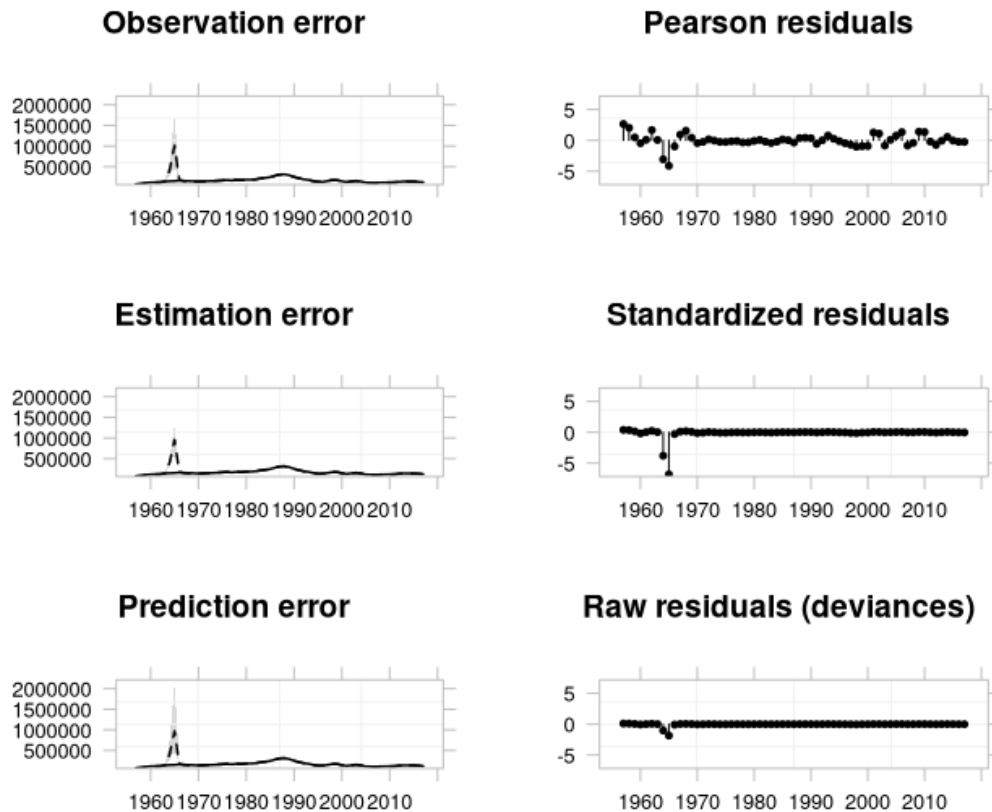 Observation error
2000000
1500000
1000000
500000
1960 1970 1980 1990 2000 2010
Pearson residuals
5
0
-5
1960 1970 1980 1990 2000 2010
Estimation error
2000000
1500000
1000000
500000
1960 1970 1980 1990 2000 2010
Standardized residuals
5
0
-5
1960 1970 1980 1990 2000 2010
Prediction error
2000000
1500000
1000000
500000
1960 1970 1980 1990 2000 2010
Raw residuals (deviances)
5
0
-5
1960 1970 1980 1990 2000 2010